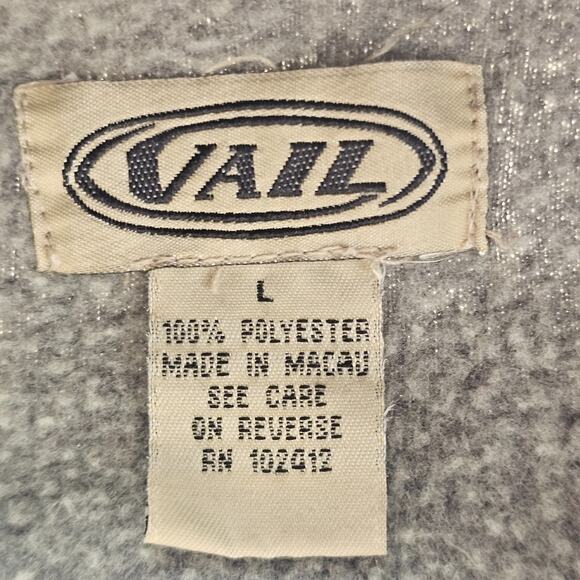 VAIL
L
100% POLYESTER
MADE IN MACAU
SEE CARE
ON REVERSE
RN 102412